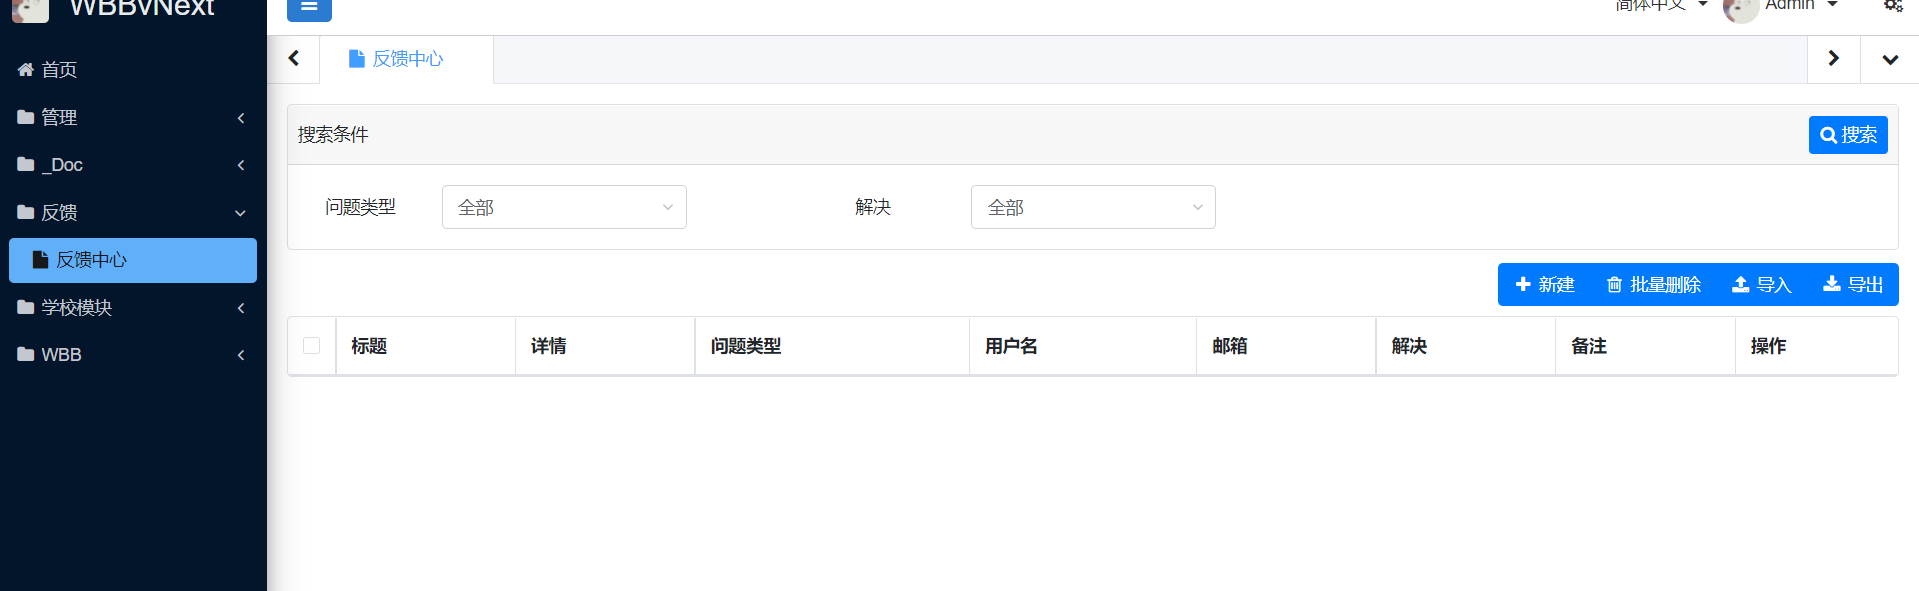 WBBvNext
简体中文
Admin
首页
管理
_Doc
反馈
反馈中心
学校模块
WBB
反馈中心
搜索条件
搜索
问题类型 全部 解决 全部
新建 批量删除 导入 导出
标题 详情 问题类型 用户名 邮箱 解决 备注 操作